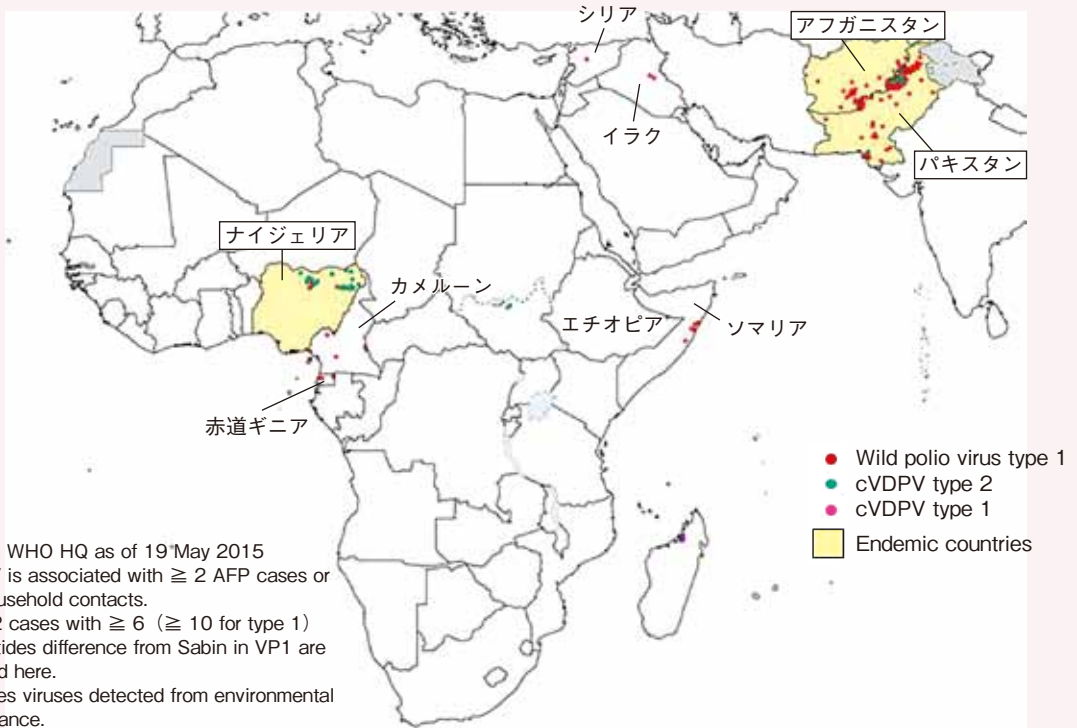 シリア
アフガニスタン
イラク
パキスタン
ナイジェリア
カメルーン
エチオピア
ソマリア
赤道ギニア
Wild polio virus type 1
cVDPV type 2
cVDPV type 1
Endemic countries
WHO HQ as of 19 May 2015
is associated with ≧ 2 AFP cases or
usehold contacts.
2 cases with ≧ 6 (≧ 10 for type 1)
tides difference from Sabin in VP1 are
d here.
es viruses detected from environmental
ance.